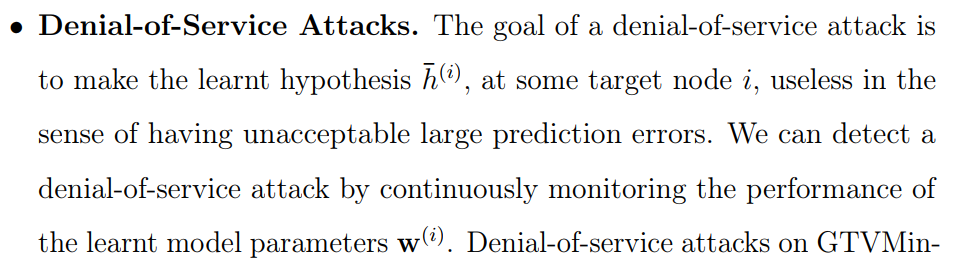 • Denial-of-Service Attacks. The goal of a denial-of-service attack is
to make the learnt hypothesis h̄⁽ⁱ⁾, at some target node i, useless in the
sense of having unacceptable large prediction errors. We can detect a
denial-of-service attack by continuously monitoring the performance of
the learnt model parameters w⁽ⁱ⁾. Denial-of-service attacks on GTVMin-